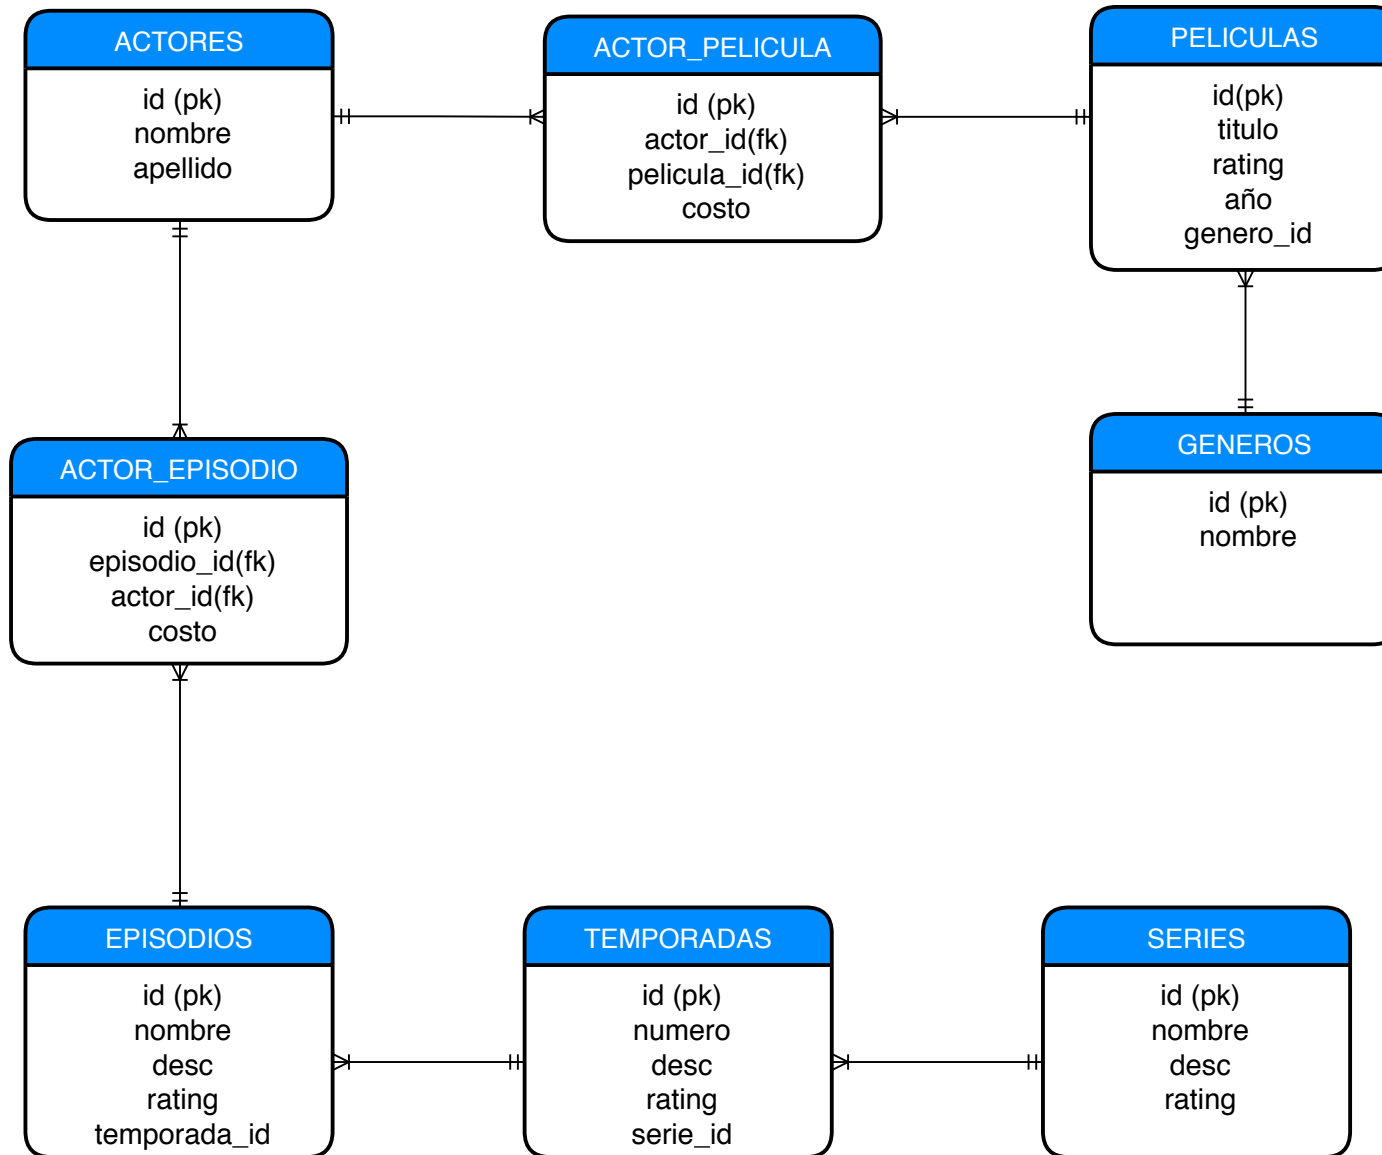 ACTORES
id (pk)
nombre
apellido
ACTOR_PELICULA
id (pk)
actor_id(fk)
pelicula_id(fk)
costo
PELICULAS
id(pk)
titulo
rating
año
genero_id
ACTOR_EPISODIO
id (pk)
episodio_id(fk)
actor_id(fk)
costo
GENEROS
id (pk)
nombre
EPISODIOS
id (pk)
nombre
desc
rating
temporada_id
TEMPORADAS
id (pk)
numero
desc
rating
serie_id
SERIES
id (pk)
nombre
desc
rating